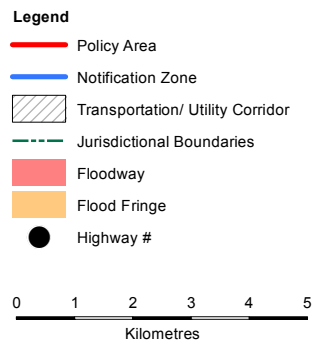 Legend
Policy Area
Notification Zone
Transportation/ Utility Corridor
Jurisdictional Boundaries
Floodway
Flood Fringe
Highway #
0 1 2 3 4 5
Kilometres